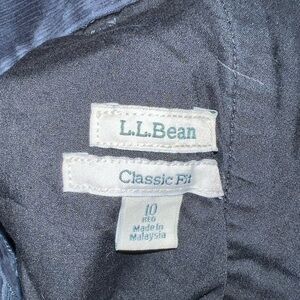 L.L.Bean
Classic Fit
10
REG
Made in
Malaysia